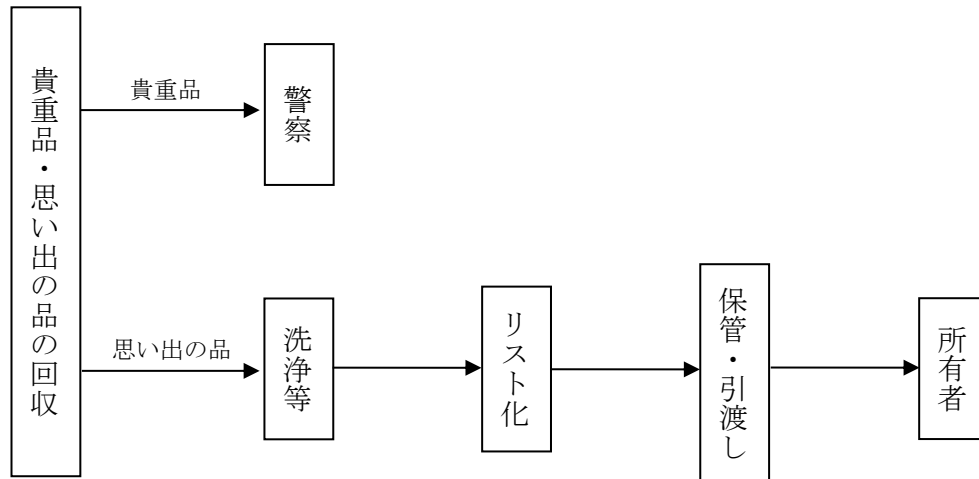 貴重品・思い出の品の回収
貴重品
警察
思い出の品
洗浄等
リスト化
保管・引渡し
所有者